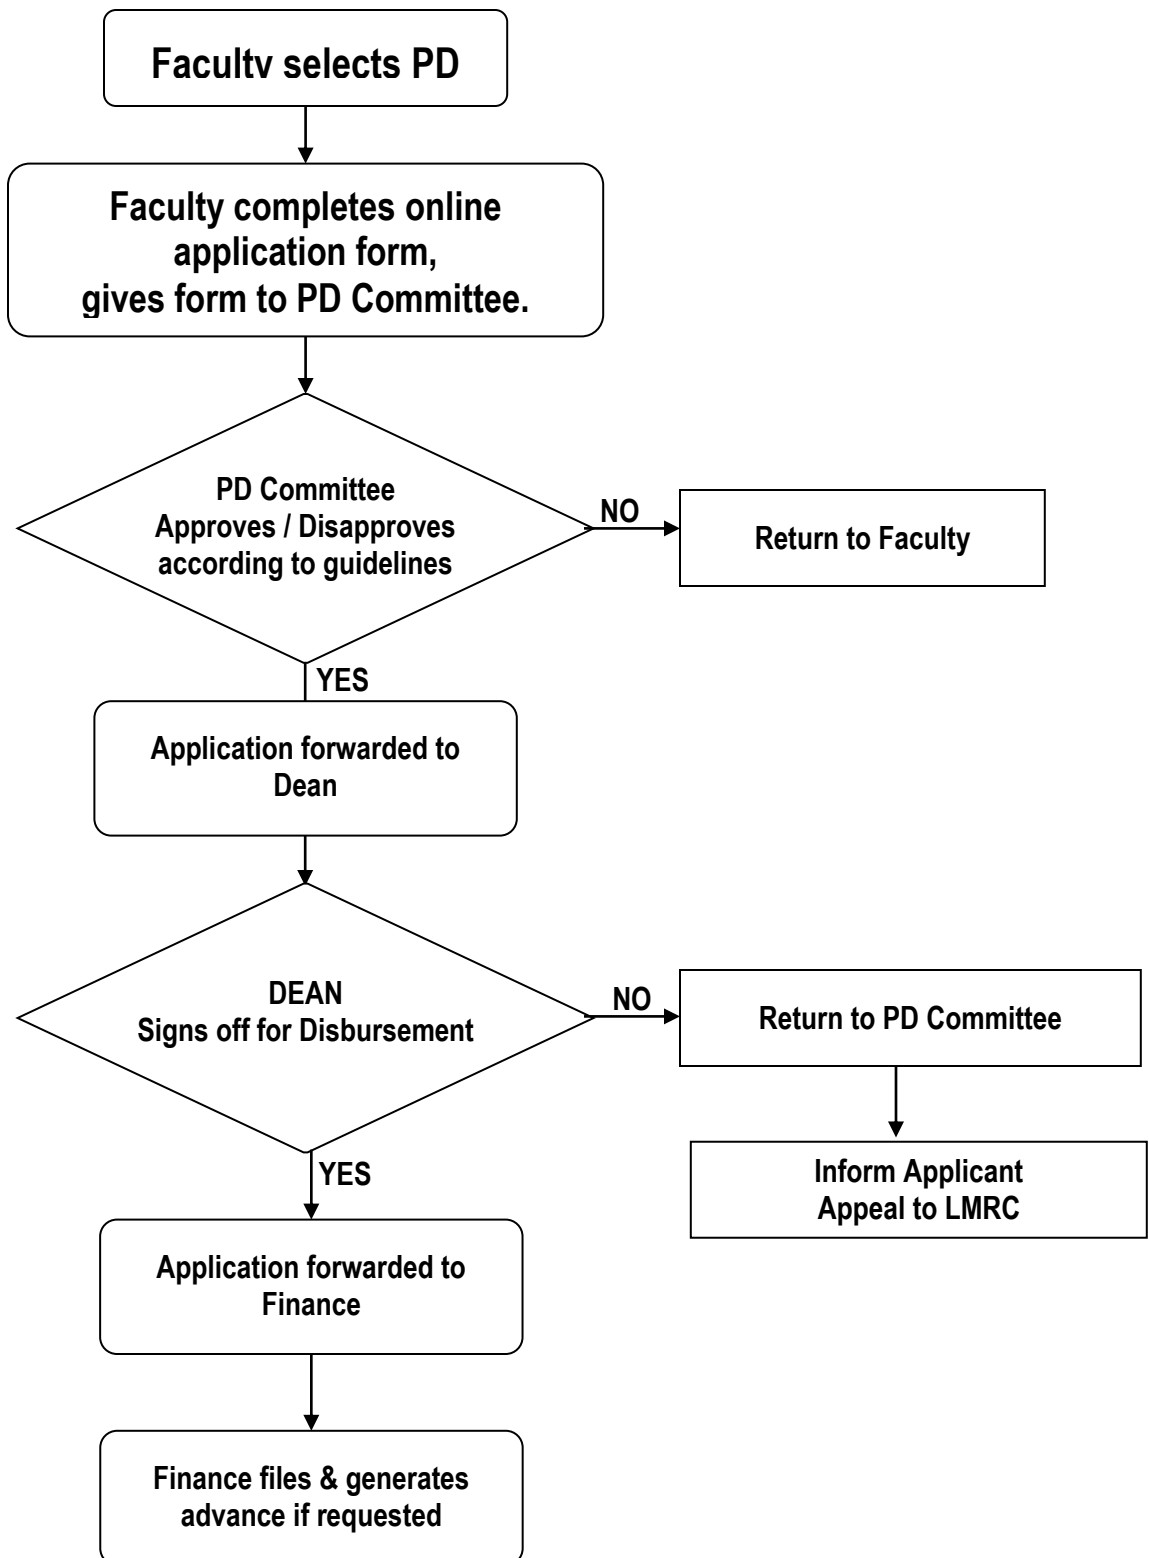 Faculty selects PD
Faculty completes online
application form,
gives form to PD Committee.
PD Committee
Approves / Disapproves
according to guidelines
NO
Return to Faculty
YES
Application forwarded to
Dean
DEAN
Signs off for Disbursement
NO
Return to PD Committee
Inform Applicant
Appeal to LMRC
YES
Application forwarded to
Finance
Finance files & generates
advance if requested